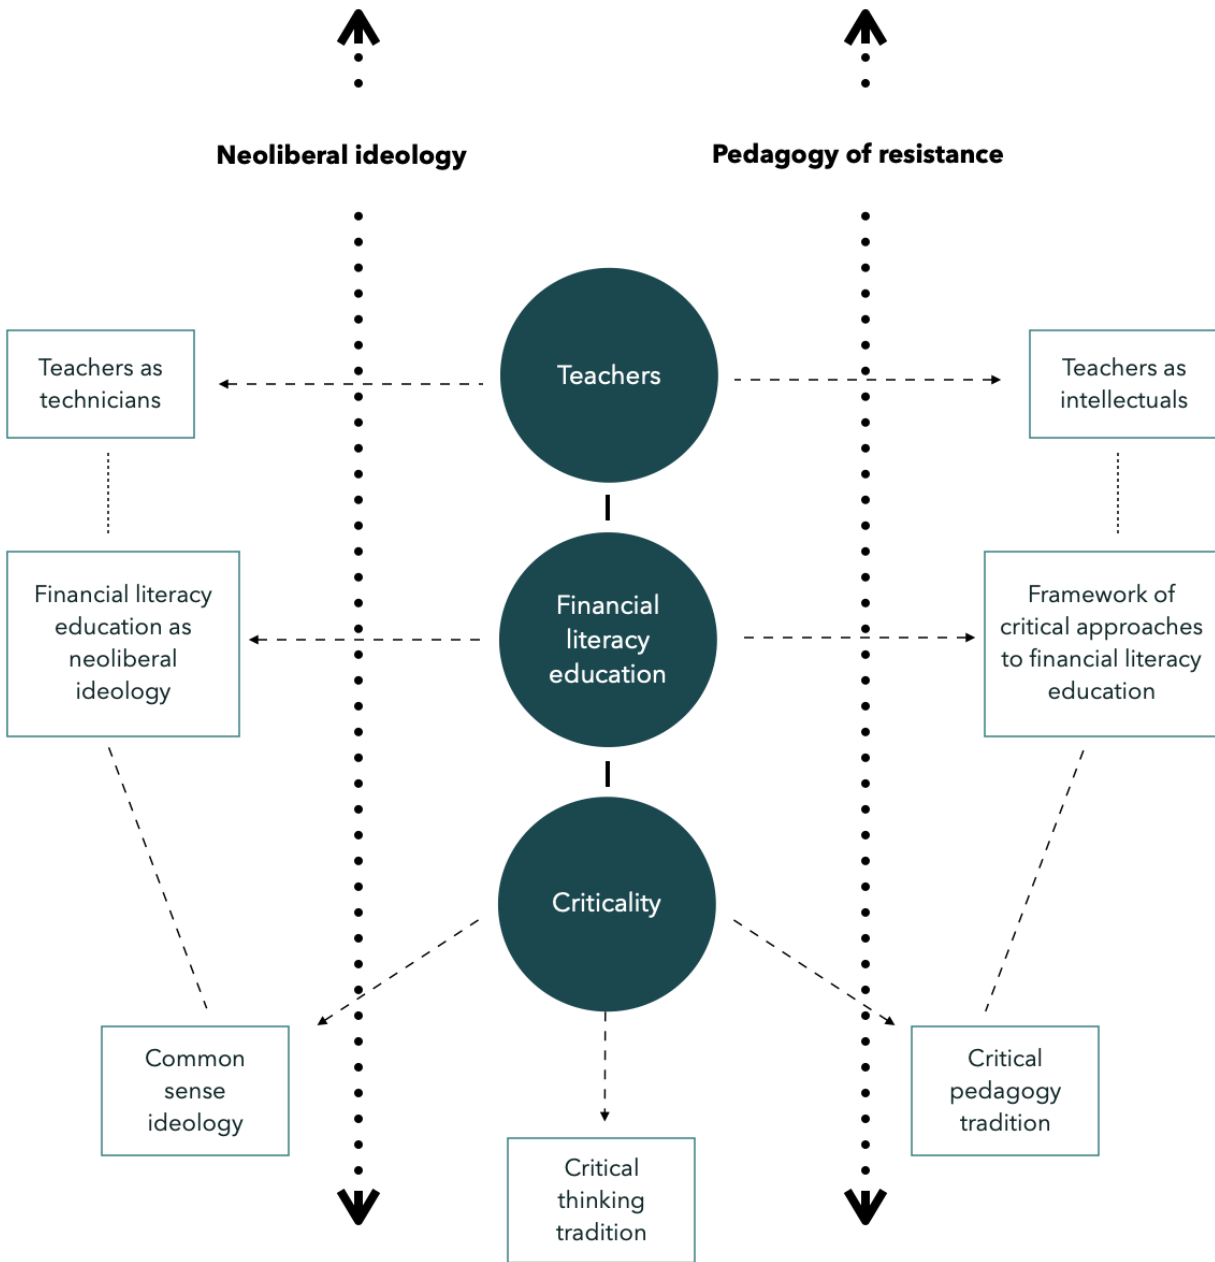 Neoliberal ideology
Pedagogy of resistance
Teachers
Teachers as
technicians
Teachers as
intellectuals
Financial literacy
education as
neoliberal
ideology
Financial
literacy
education
Framework of
critical approaches
to financial literacy
education
Criticality
Common
sense
ideology
Critical
thinking
tradition
Critical
pedagogy
tradition